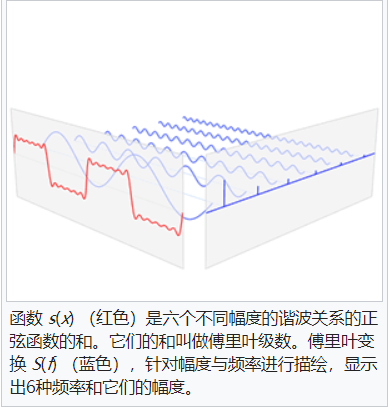 函数 s(x) （红色）是六个不同幅度的谐波关系的正
弦函数的和。它们的和叫做傅里叶级数。傅里叶变
换 S(f) （蓝色），针对幅度与频率进行描绘，显示
出6种频率和它们的幅度。